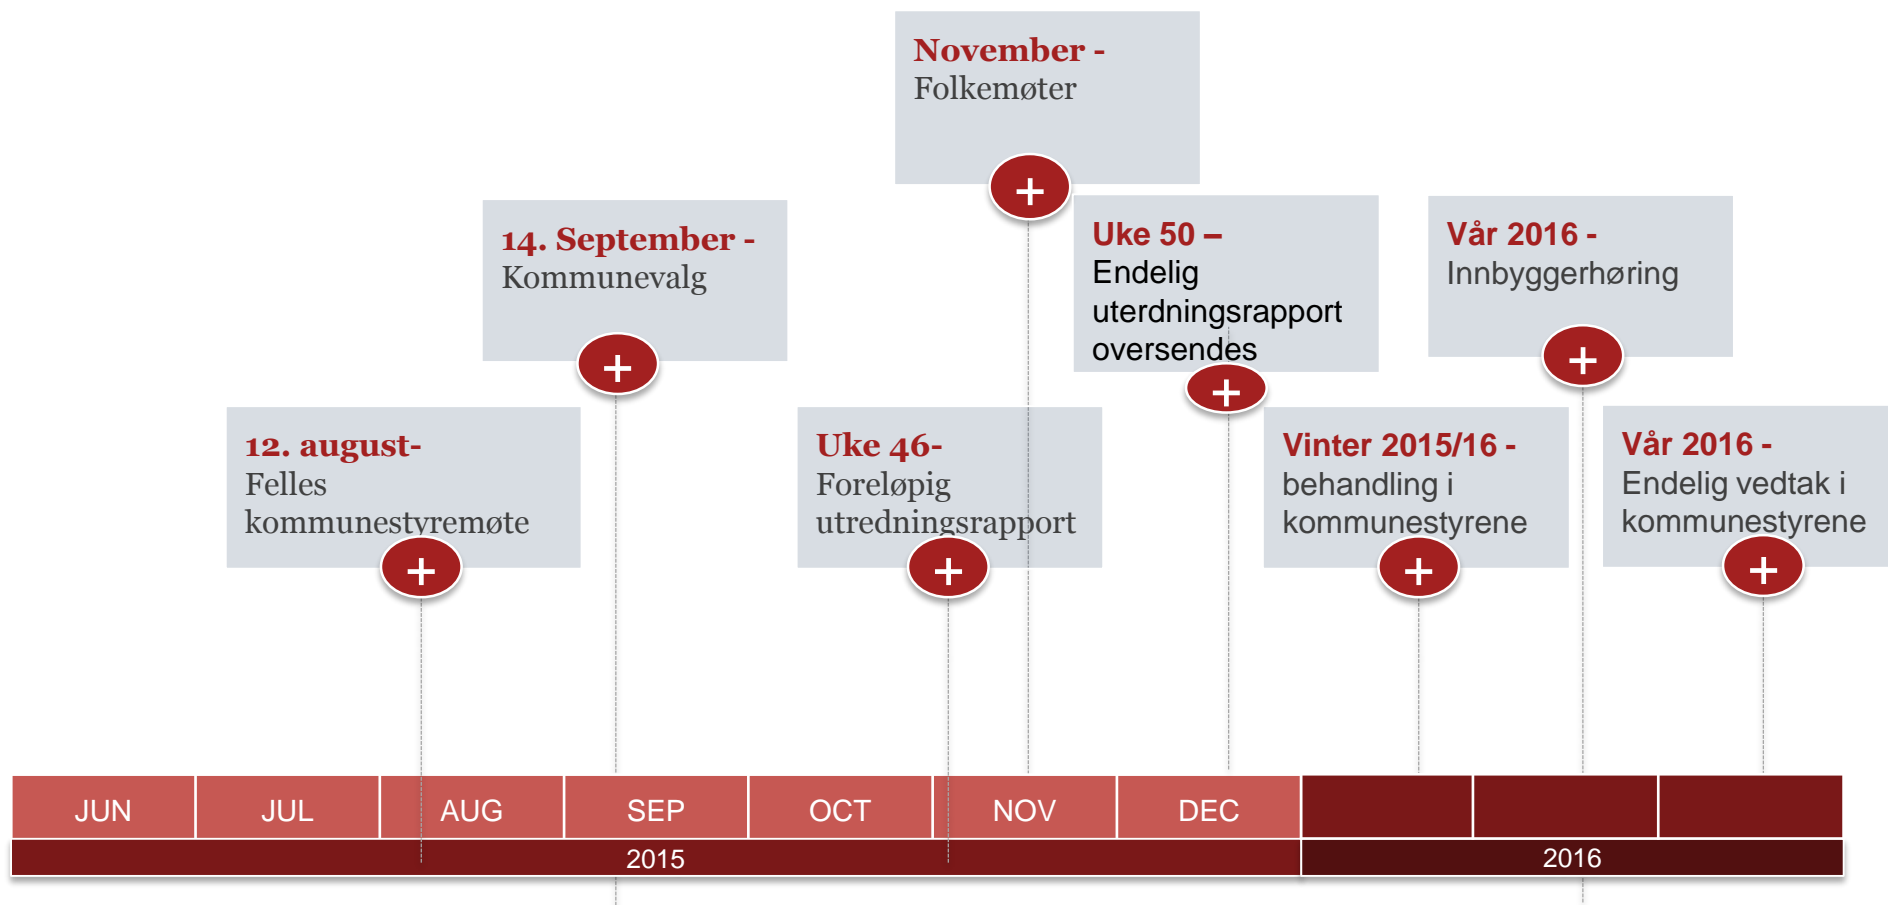 November -
Folkemøter
14. September -
Kommunevalg
Uke 50 –
Endelig
uterdningsrapport
oversendes
Vår 2016 -
Innbyggerhøring
12. august-
Felles
kommunestyremøte
Uke 46-
Foreløpig
utredningsrapport
Vinter 2015/16 -
behandling i
kommunestyrene
Vår 2016 -
Endelig vedtak i
kommunestyrene
JUN JUL AUG SEP OCT NOV DEC
2015 2016